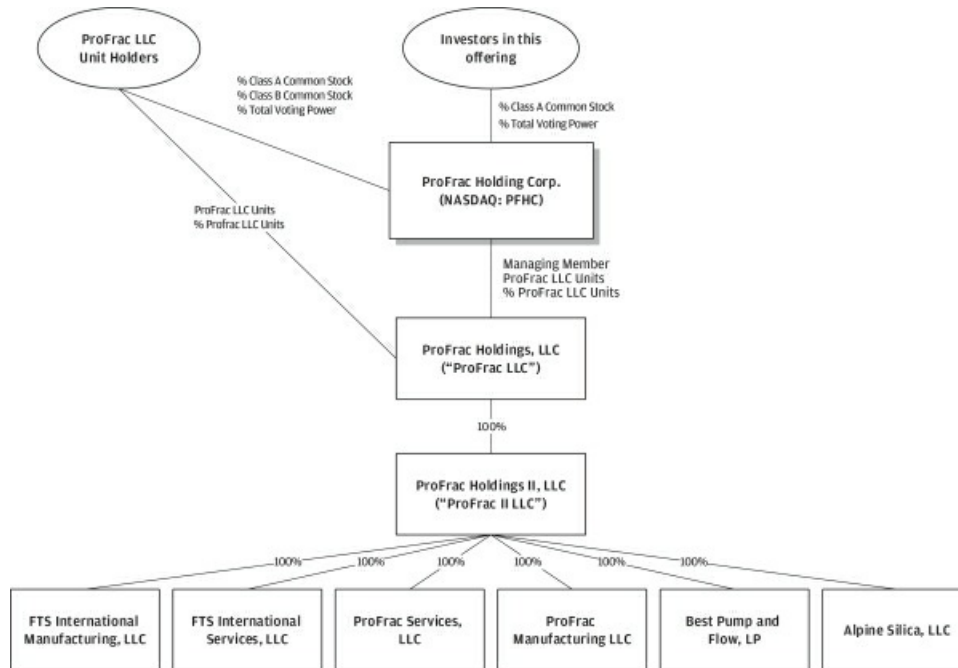 ProFrac LLC
Unit Holders
Investors in this
offering
% Class A Common Stock
% Class B Common Stock
% Total Voting Power
% Class A Common Stock
% Total Voting Power
ProFrac Holding Corp.
(NASDAQ: PFHC)
ProFrac LLC Units
% Profrac LLC Units
Managing Member
ProFrac LLC Units
% ProFrac LLC Units
ProFrac Holdings, LLC
(“ProFrac LLC”)
100%
ProFrac Holdings II, LLC
(“ProFrac II LLC”)
100%
100%
100%
100%
100%
100%
FTS International
Manufacturing, LLC
FTS International
Services, LLC
ProFrac Services,
LLC
ProFrac
Manufacturing LLC
Best Pump and
Flow, LP
Alpine Silica, LLC